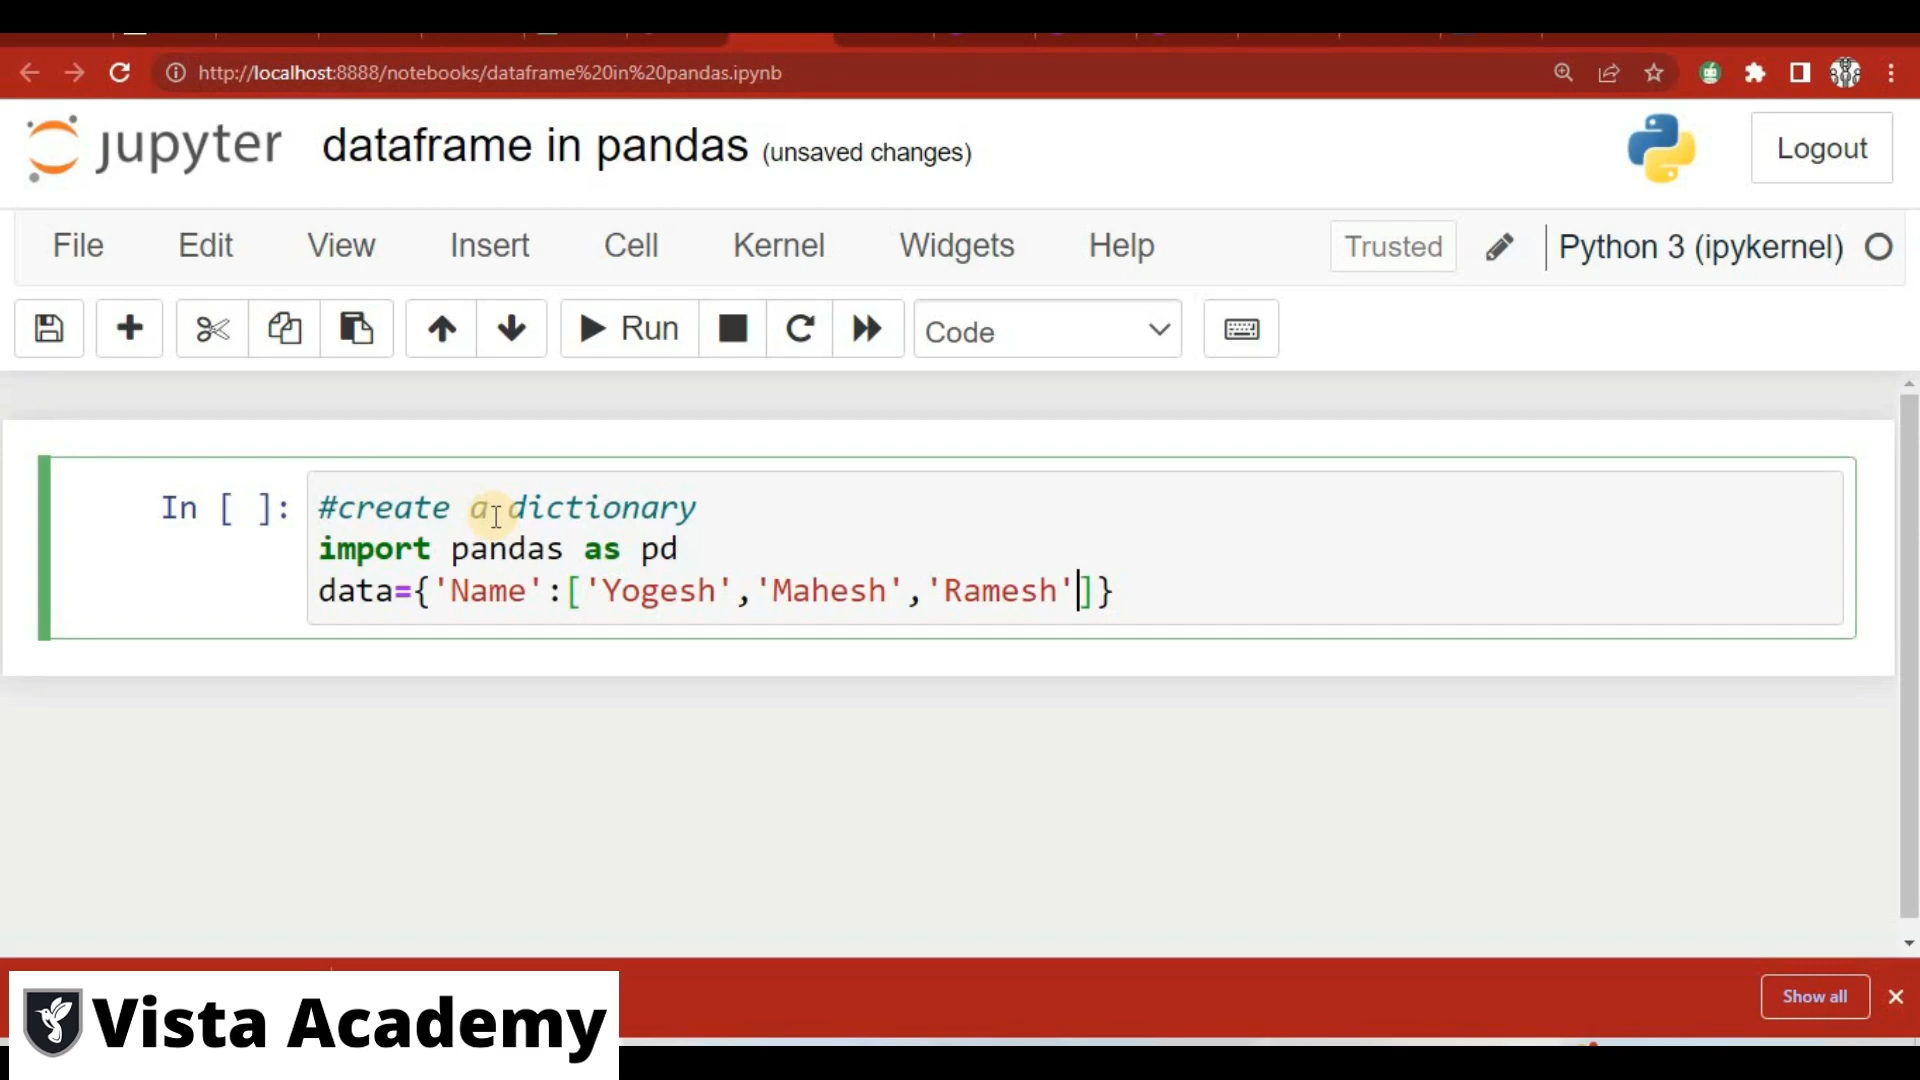 http://localhost:8888/notebooks/dataframe%20in%20pandas.ipynb
jupyter dataframe in pandas (unsaved changes) Logout
File Edit View Insert Cell Kernel Widgets Help Trusted Python 3 (ipykernel)
Run Code
In [ ]: #create a dictionary
import pandas as pd
data={'Name':['Yogesh','Mahesh','Ramesh']}
Show all
Vista Academy